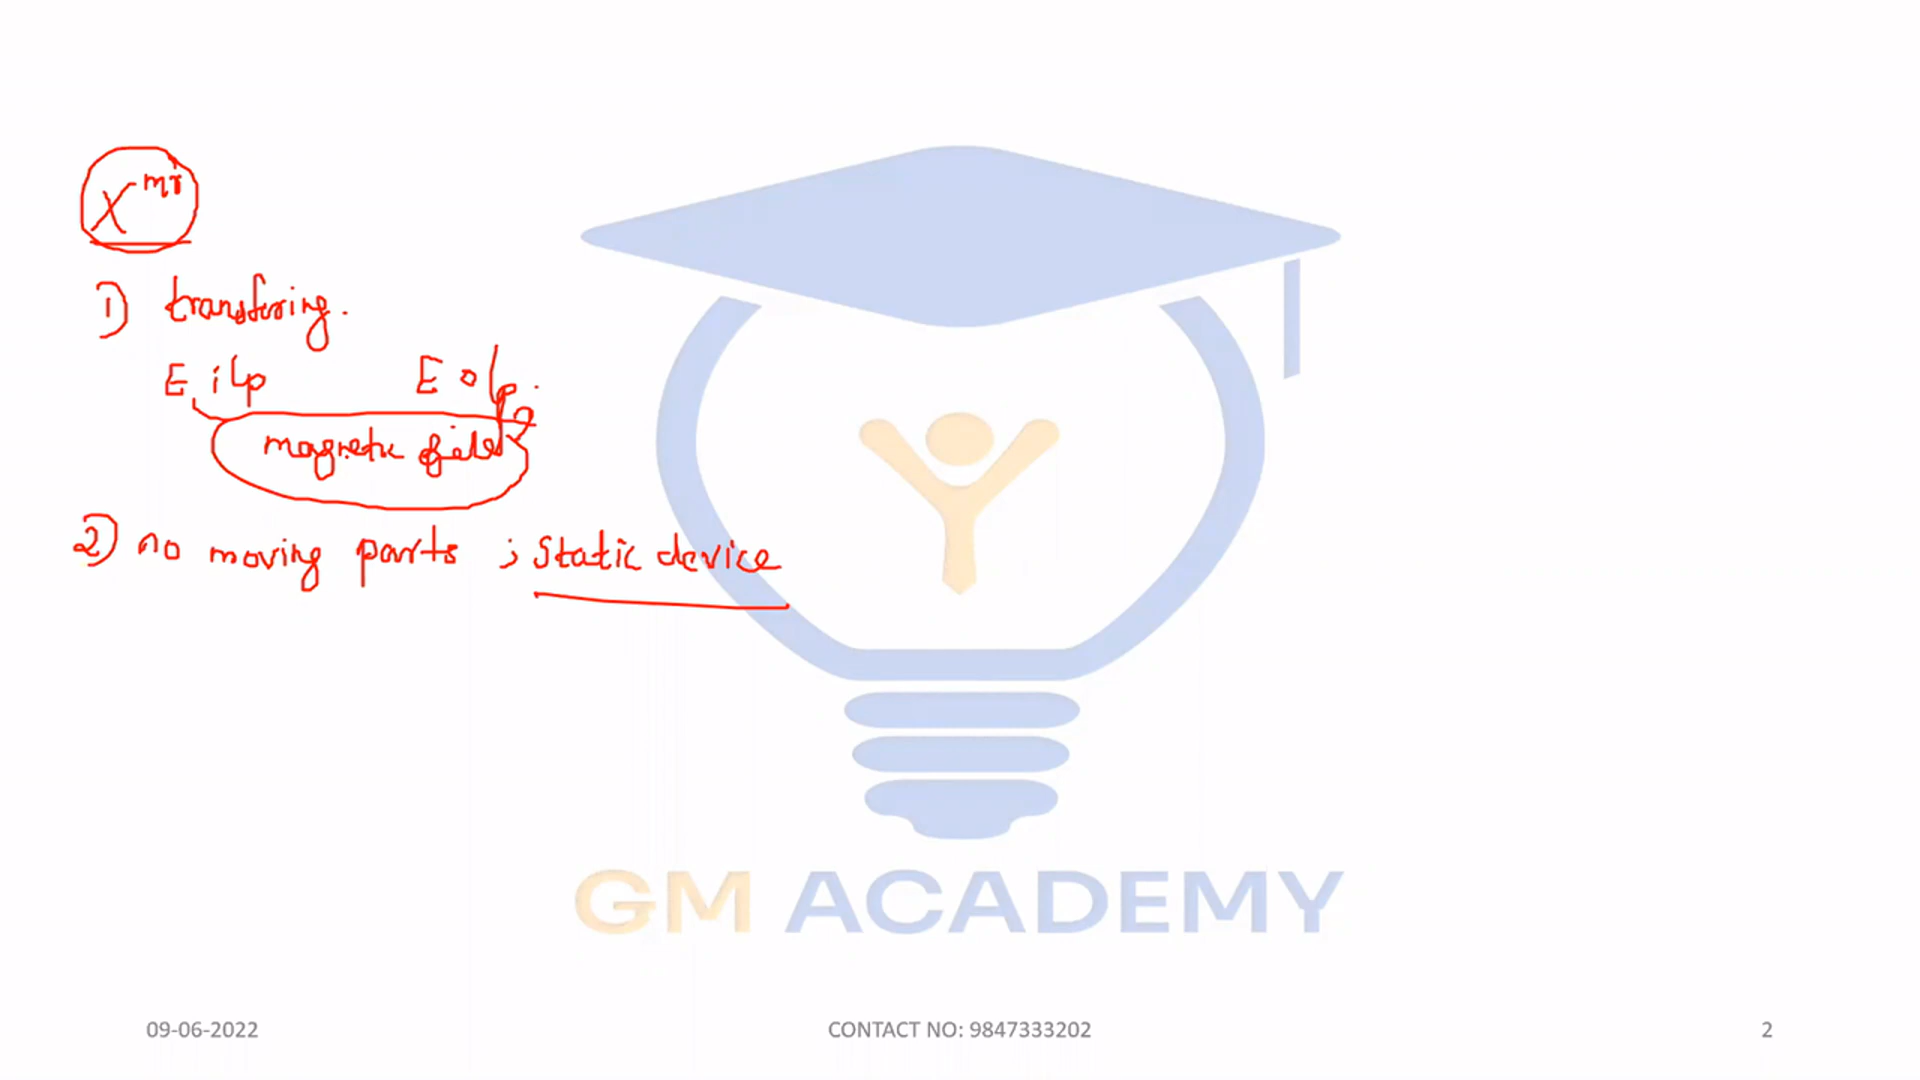 Xmr
1) transfering.
E i/p E o/p.
magnetic field
2) no moving parts ; static device
GM ACADEMY
09-06-2022 CONTACT NO: 9847333202 2